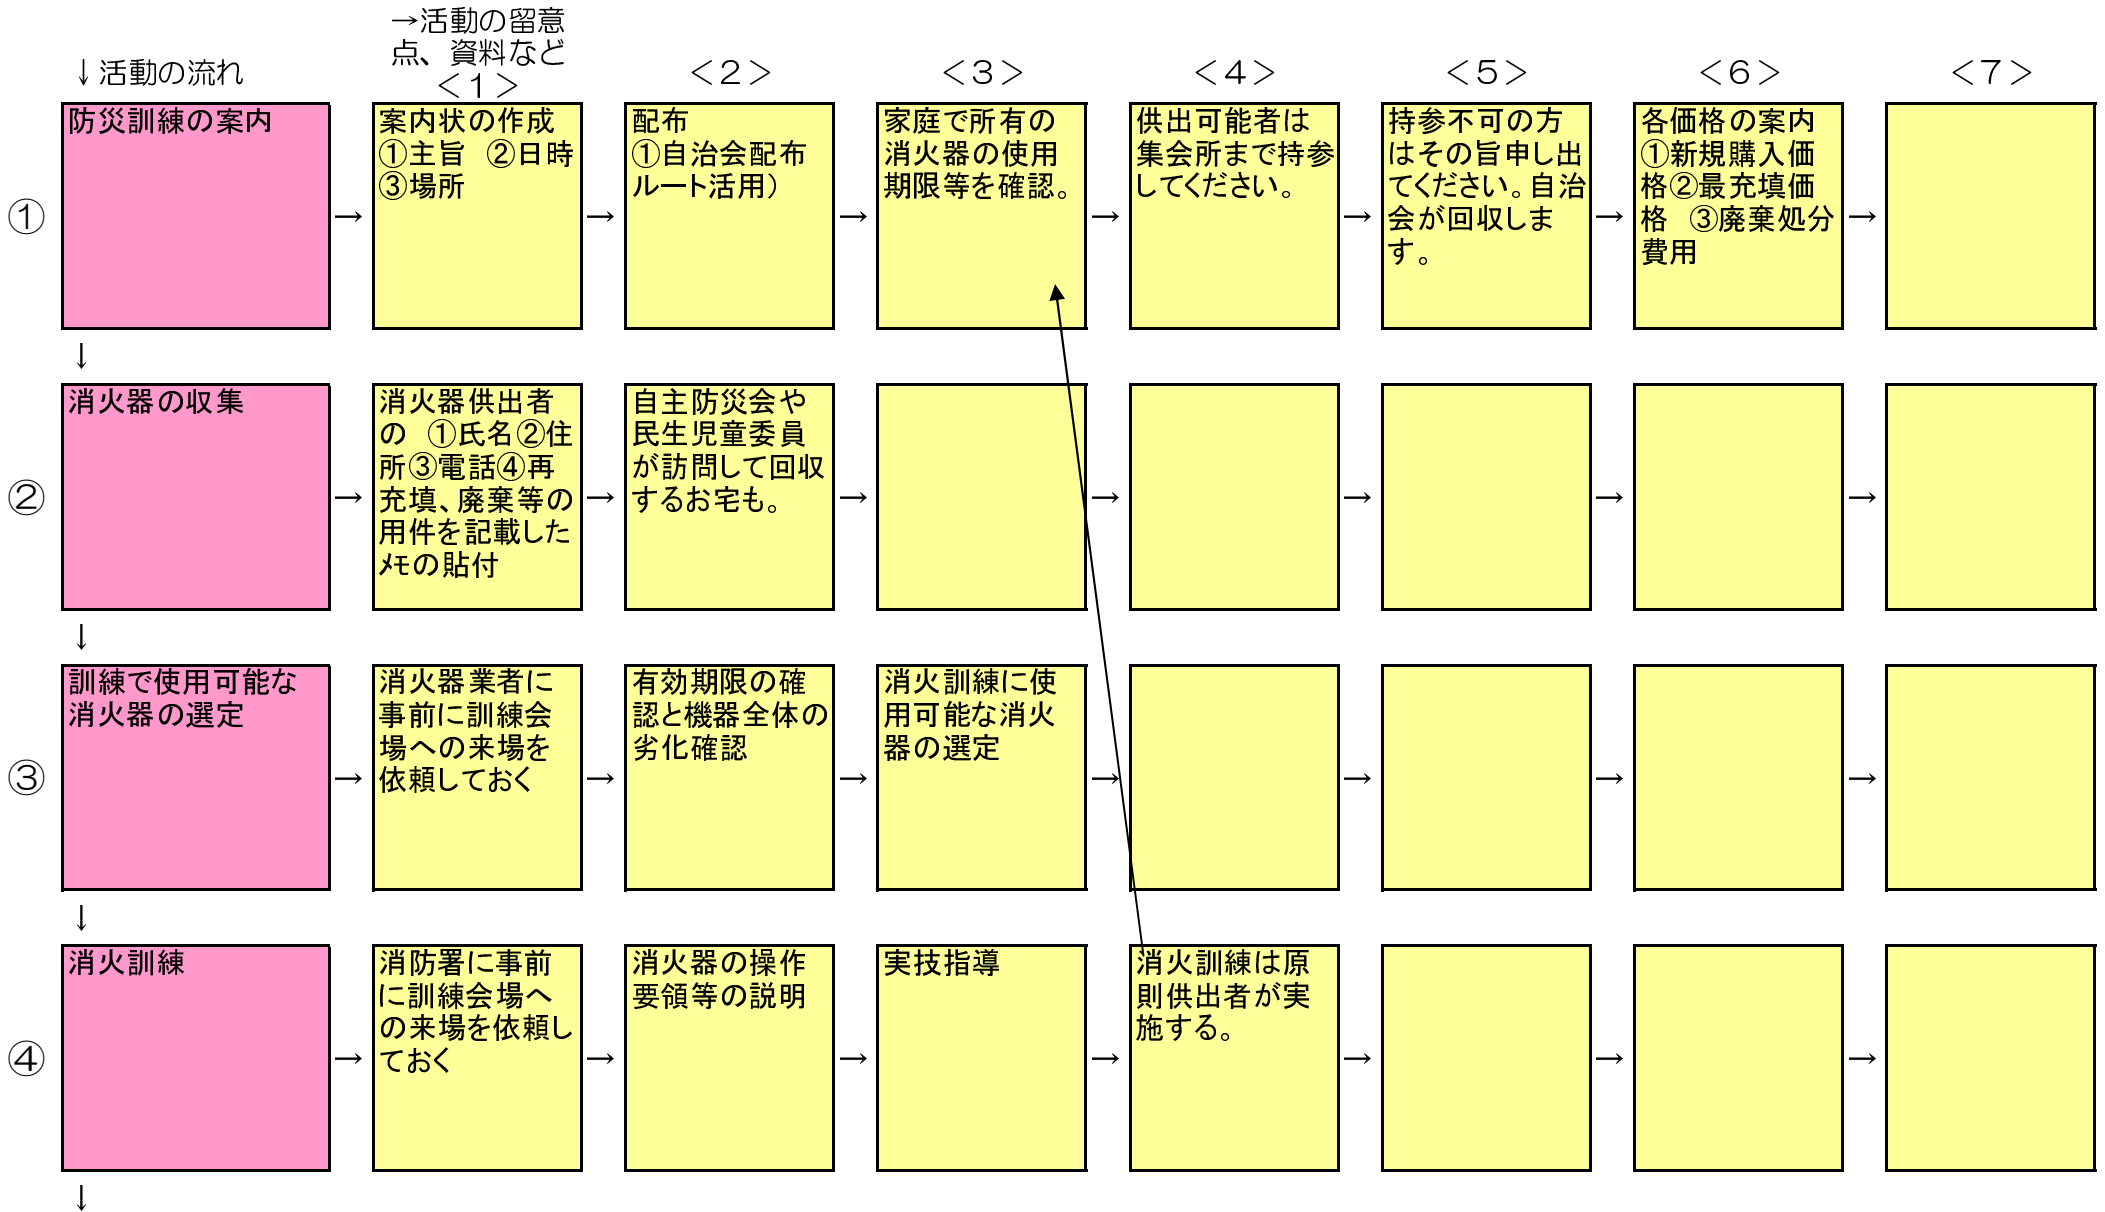 ↓活動の流れ
→活動の留意
点、資料など
＜１＞
＜２＞
＜３＞
＜４＞
＜５＞
＜６＞
＜７＞
①
防災訓練の案内
→
案内状の作成
①主旨　②日時
③場所
→
配布
①自治会配布
ルート活用）
→
家庭で所有の
消火器の使用
期限等を確認。
→
供出可能者は
集会所まで持参
してください。
→
持参不可の方
はその旨申し出
てください。自治
会が回収しま
す。
→
各価格の案内
①新規購入価
格②最充填価
格　③廃棄処分
費用
→
↓
②
消火器の収集
→
消火器供出者
の　①氏名②住
所③電話④再
充填、廃棄等の
用件を記載した
ﾒﾓの貼付
→
自主防災会や
民生児童委員
が訪問して回収
するお宅も。
→
→
→
→
→
↓
③
訓練で使用可能な
消火器の選定
→
消火器業者に
事前に訓練会
場への来場を
依頼しておく
→
有効期限の確
認と機器全体の
劣化確認
→
消火訓練に使
用可能な消火
器の選定
→
→
→
→
↓
④
消火訓練
→
消防署に事前
に訓練会場へ
の来場を依頼し
ておく
→
消火器の操作
要領等の説明
→
実技指導
→
消火訓練は原
則供出者が実
施する。
→
→
→
↓